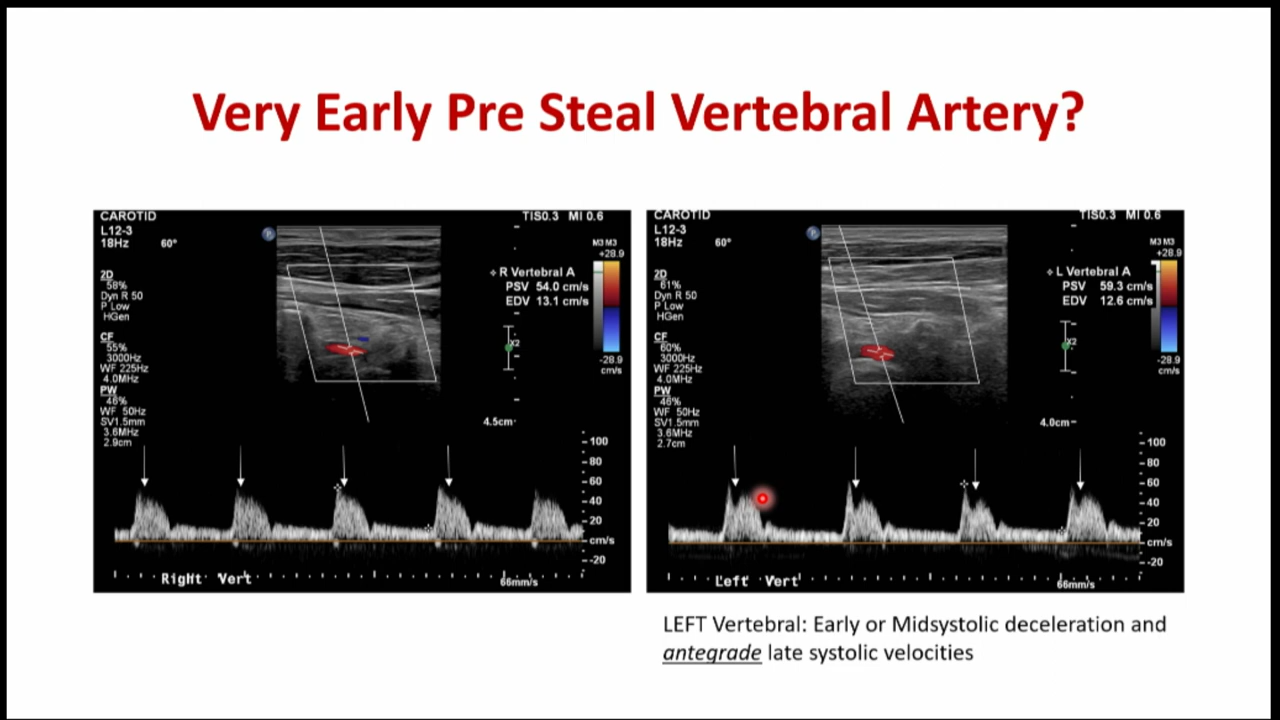 Very Early Pre Steal Vertebral Artery?
CAROTID
TIS0.3 MI 0.6
L12-3
18Hz 60°
M3 M3
+28.9
2D
58%
Dyn R 50
P Low
HGen
R Vertebral A
PSV 54.0 cm/s
EDV 13.1 cm/s
CF
55%
3000Hz
WF 225Hz
4.0MHz
x2
-28.9
cm/s
PW
46%
WF 50Hz
SV1.5mm
3.6MHz
2.9cm
4.5cm
100
80
60
40
20
cm/s
-20
Right Vert
66mm/s
CAROTID
TIS0.3 MI 0.6
L12-3
18Hz 60°
M3 M3
+28.9
2D
61%
Dyn R 50
P Low
HGen
L Vertebral A
PSV 59.3 cm/s
EDV 12.6 cm/s
CF
60%
3000Hz
WF 225Hz
4.0MHz
x2
-28.9
cm/s
PW
46%
WF 50Hz
SV1.5mm
3.6MHz
2.7cm
4.0cm
100
80
60
40
20
cm/s
-20
Left Vert
66mm/s
LEFT Vertebral: Early or Midsystolic deceleration and
antegrade late systolic velocities